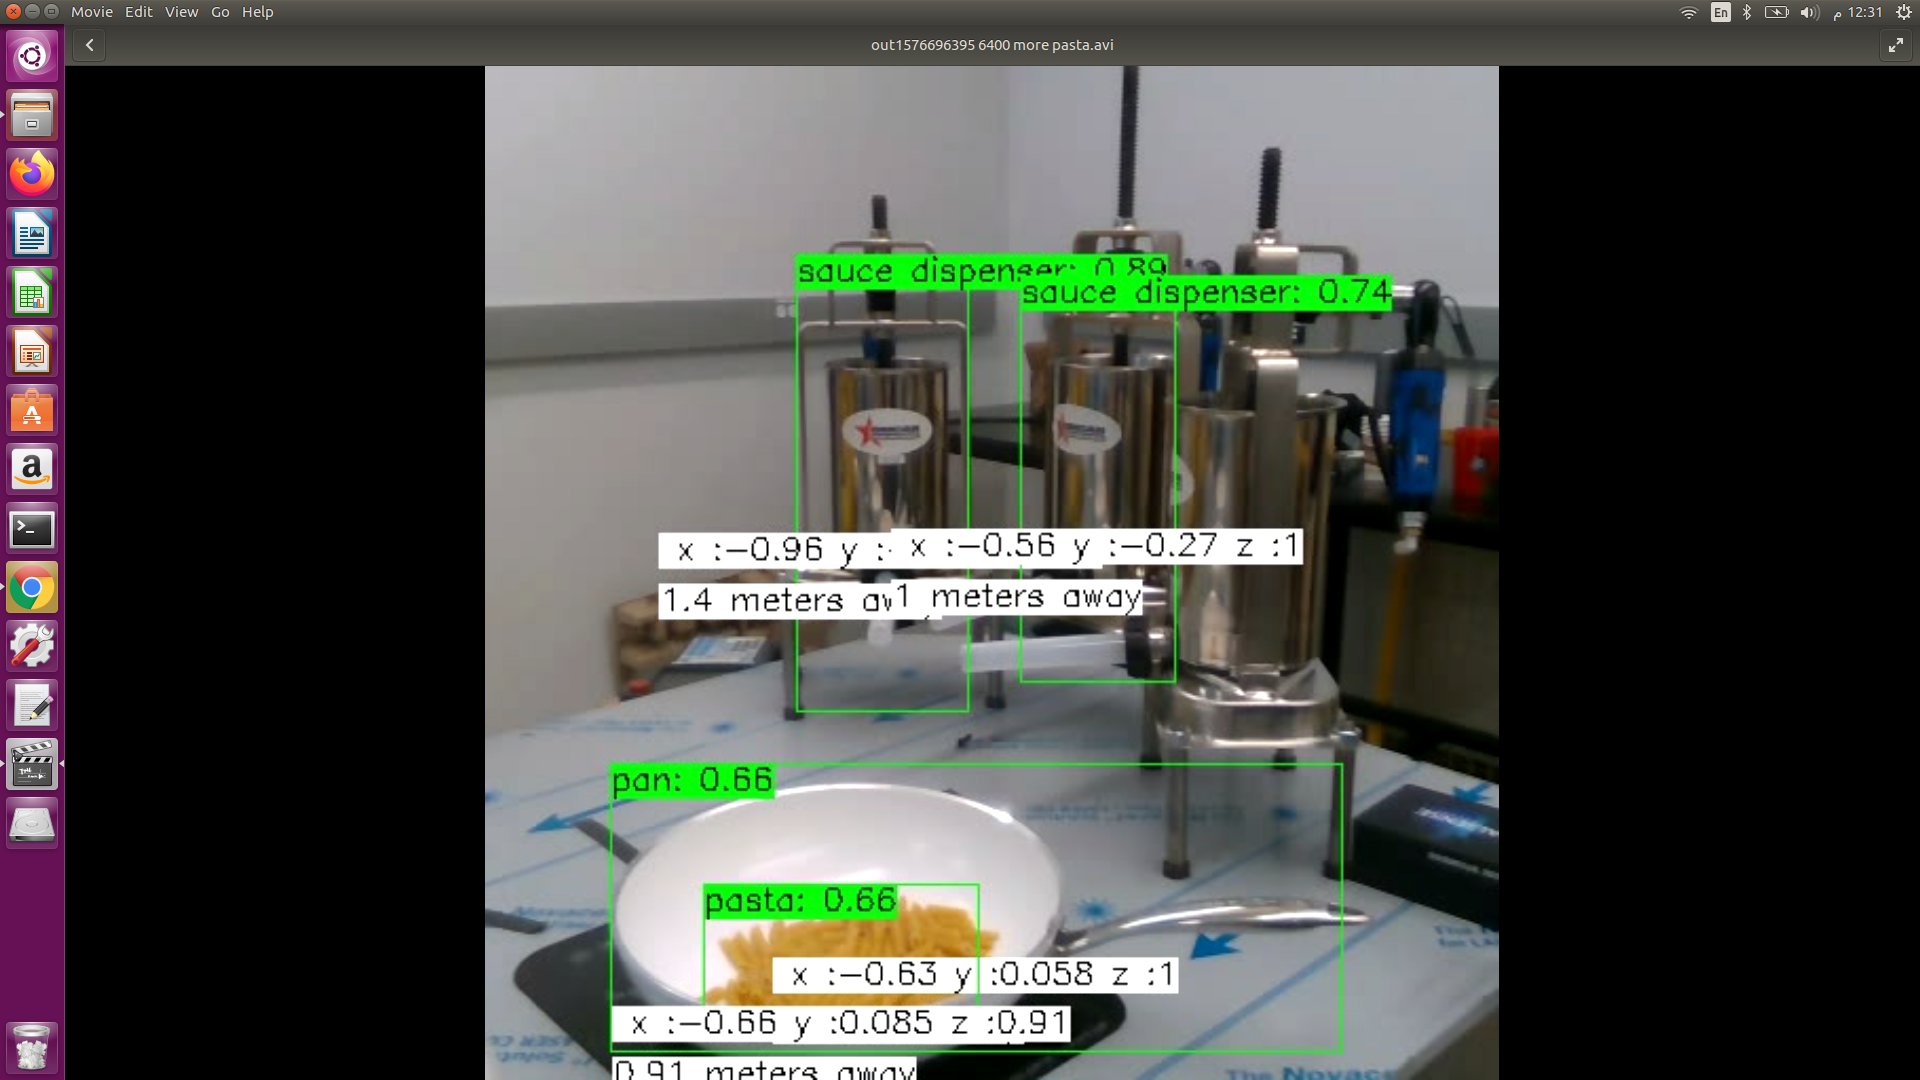 Movie Edit View Go Help
En
م 12:31
out1576696395 6400 more pasta.avi
sauce dispenser: 0.89
sauce dispenser: 0.74
x :-0.96 y :-
x :-0.56 y :-0.27 z :1
1.4 meters aw
1 meters away
pan: 0.66
pasta: 0.66
x :-0.63 y :0.058 z :1
x :-0.66 y :0.085 z :0.91
0.91 meters away
The Novace